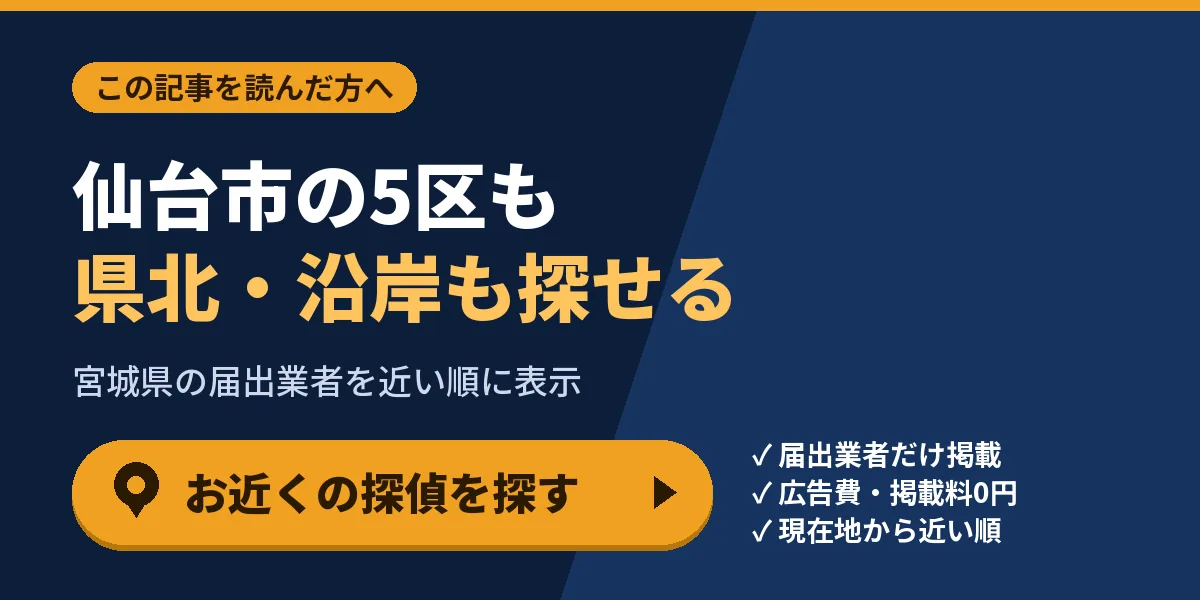 この記事を読んだ方へ
仙台市の5区も
県北・沿岸も探せる
宮城県の届出業者を近い順に表示
お近くの探偵を探す
✓届出業者だけ掲載
✓広告費・掲載料0円
✓現在地から近い順